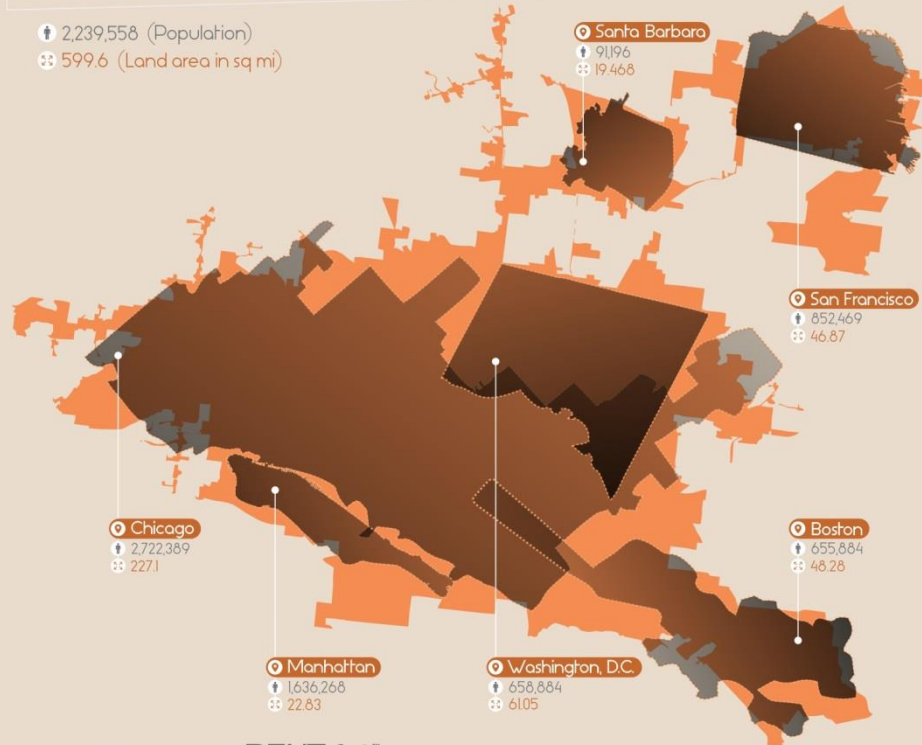 2,239,558 (Population)
599.6 (Land area in sq mi)
Santa Barbara
91,196
19.468
San Francisco
852,469
46.87
Chicago
2,722,389
227.1
Boston
655,884
48.28
Manhattan
1,636,268
22.83
Washington, D.C.
658,884
61.05